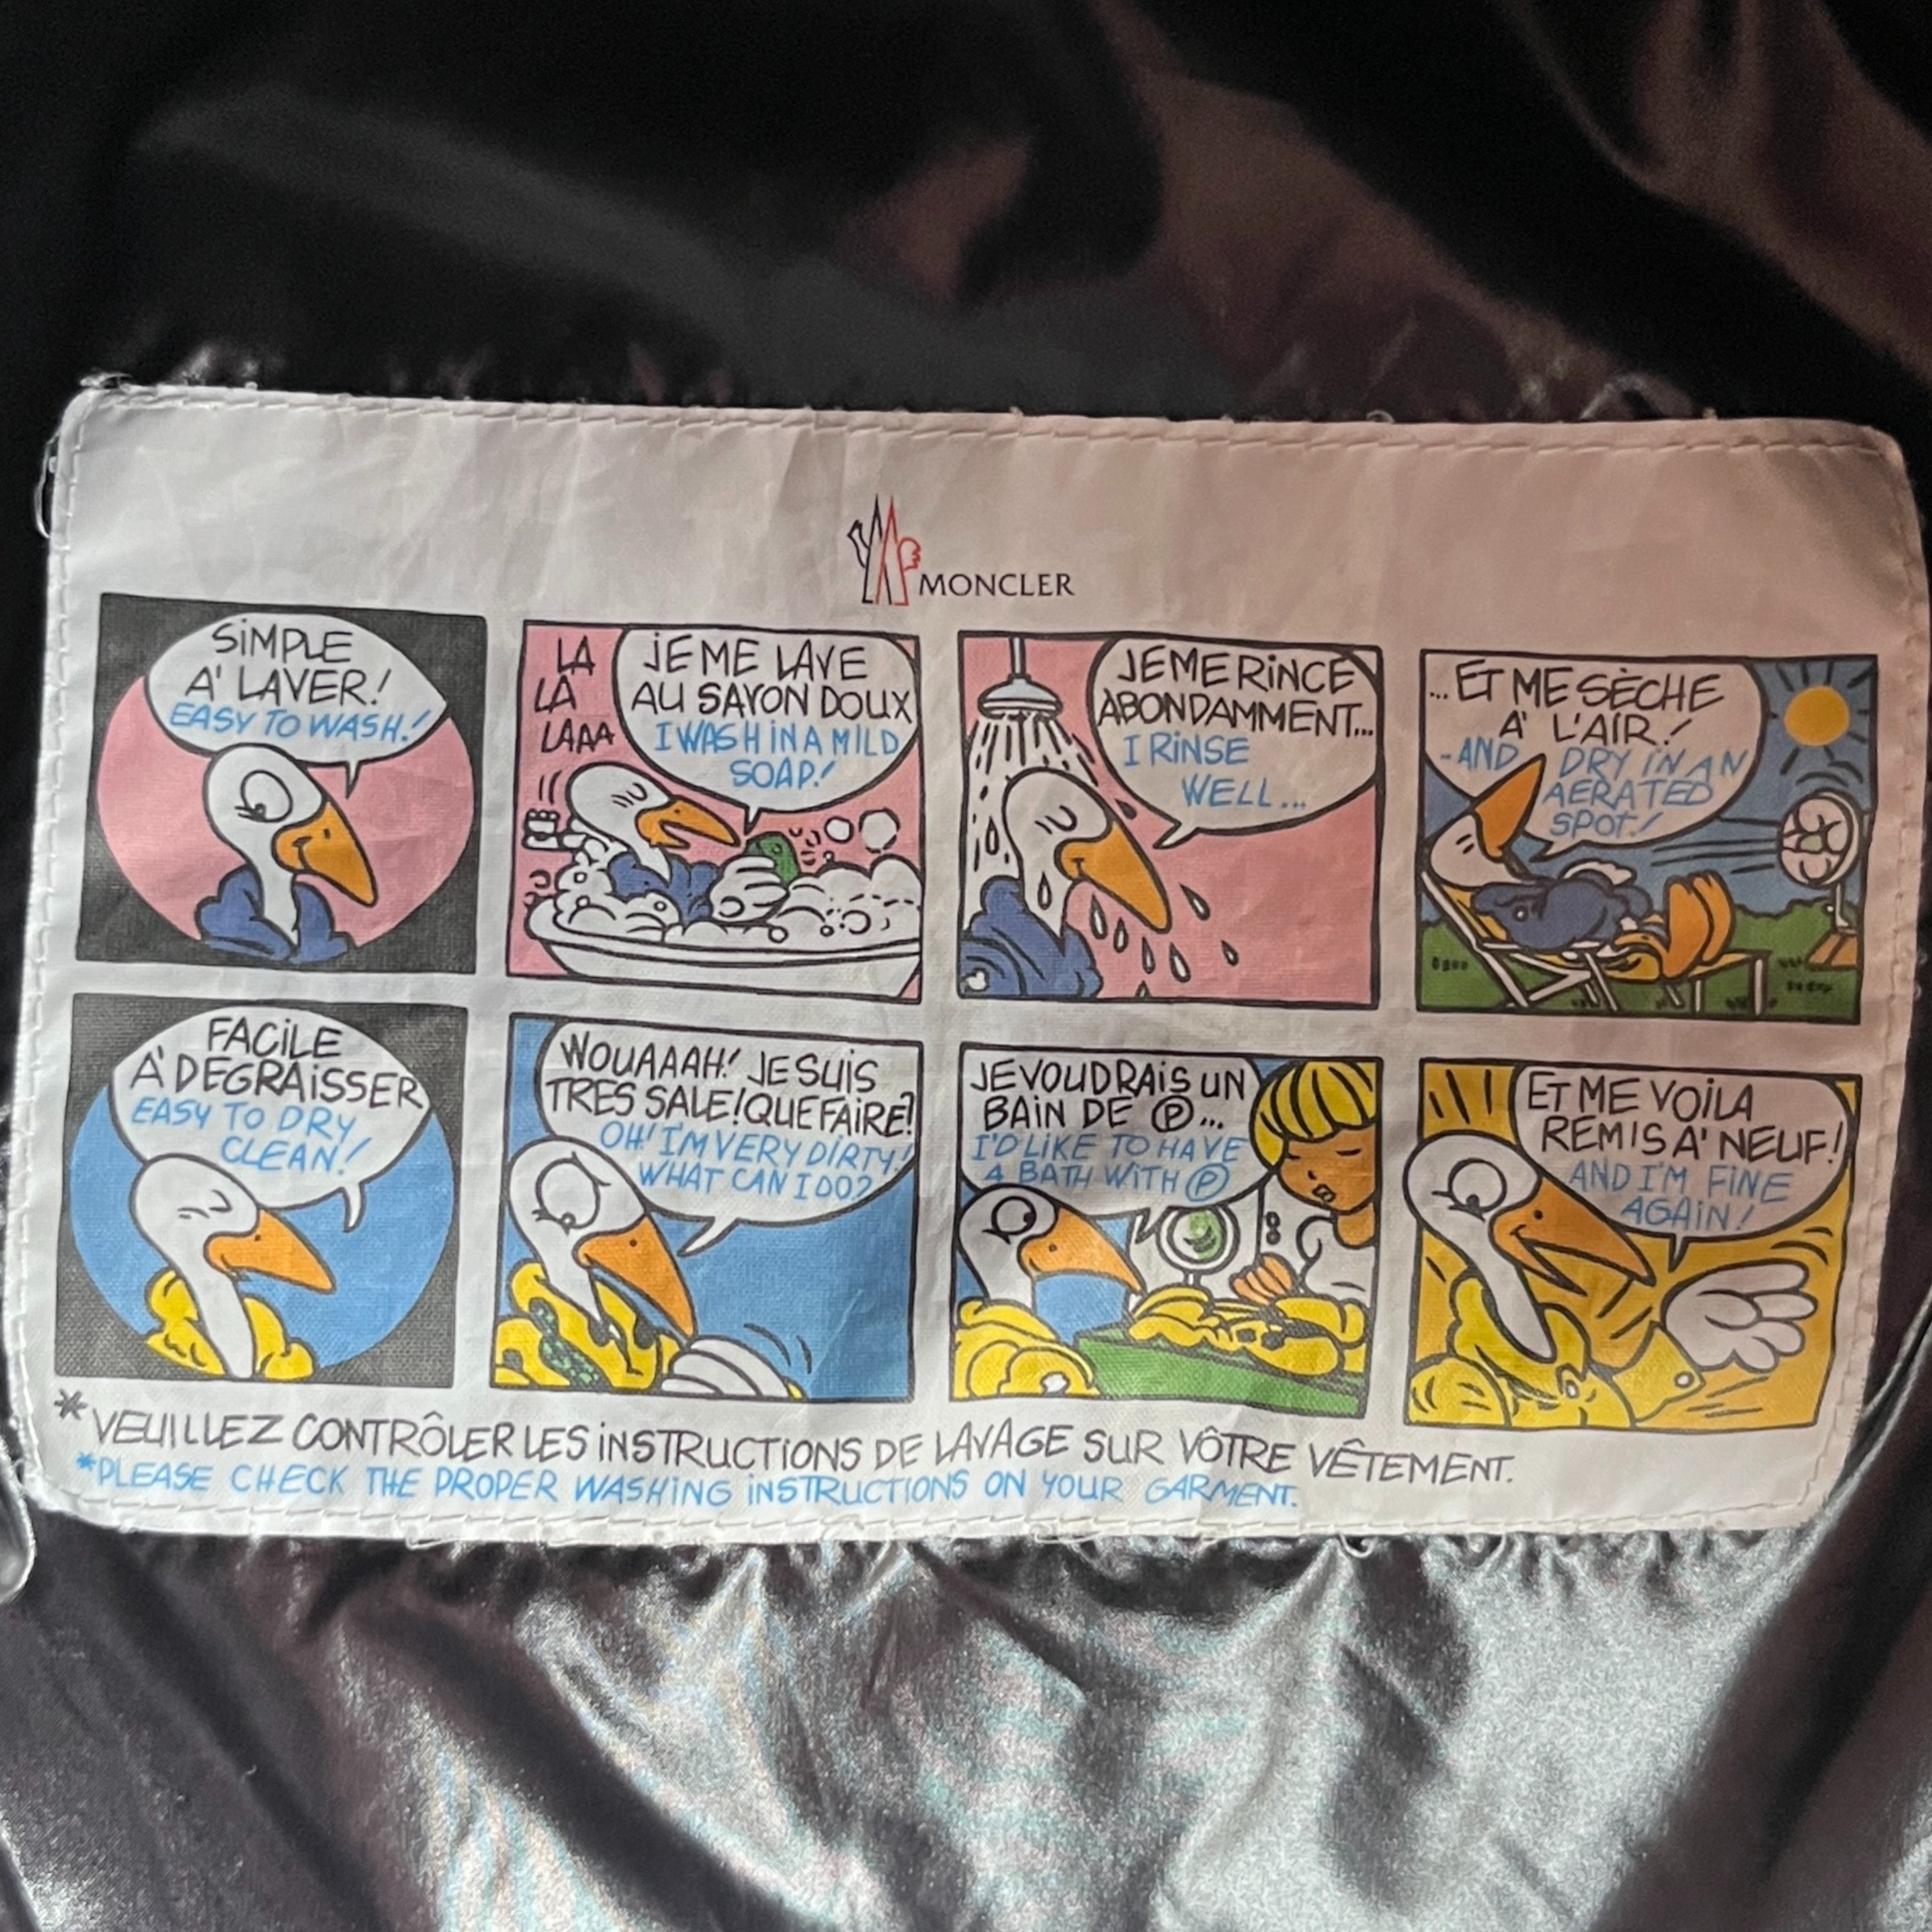 MONCLER
SiMPLE
A' LAVER!
EASY TO WASH!
LA
LA
LAAA
JE ME LAVE
AU SAVON DOUX
I WASH iN A MiLD
SOAP!
JE ME RiNCE
ABONDAMMENT...
I RiNSE
WELL...
... ET ME SÈCHE
A' L'AiR!
- AND DRY iN AN
AERATED
SPOT!
FACiLE
A' DEGRAiSSER
EASY TO DRY
CLEAN!
WOUAAAH! JE SUiS
TRES SALE! QUE FAiRE?
OH! I'M VERY DiRTY!
WHAT CAN I DO?
JE VOUDRAiS UN
BAiN DE Ⓟ...
I'D LiKE TO HAVE
A BATH WiTH Ⓟ
ET ME VOiLA
REMIS A' NEUF!
AND I'M FiNE
AGAiN!
* VEUiLLEZ CONTRÔLER LES iNSTRUCTiONS DE LAVAGE SUR VÔTRE VÊTEMENT.
*PLEASE CHECK THE PROPER WASHiNG iNSTRUCTiONS ON YOUR GARMENT.